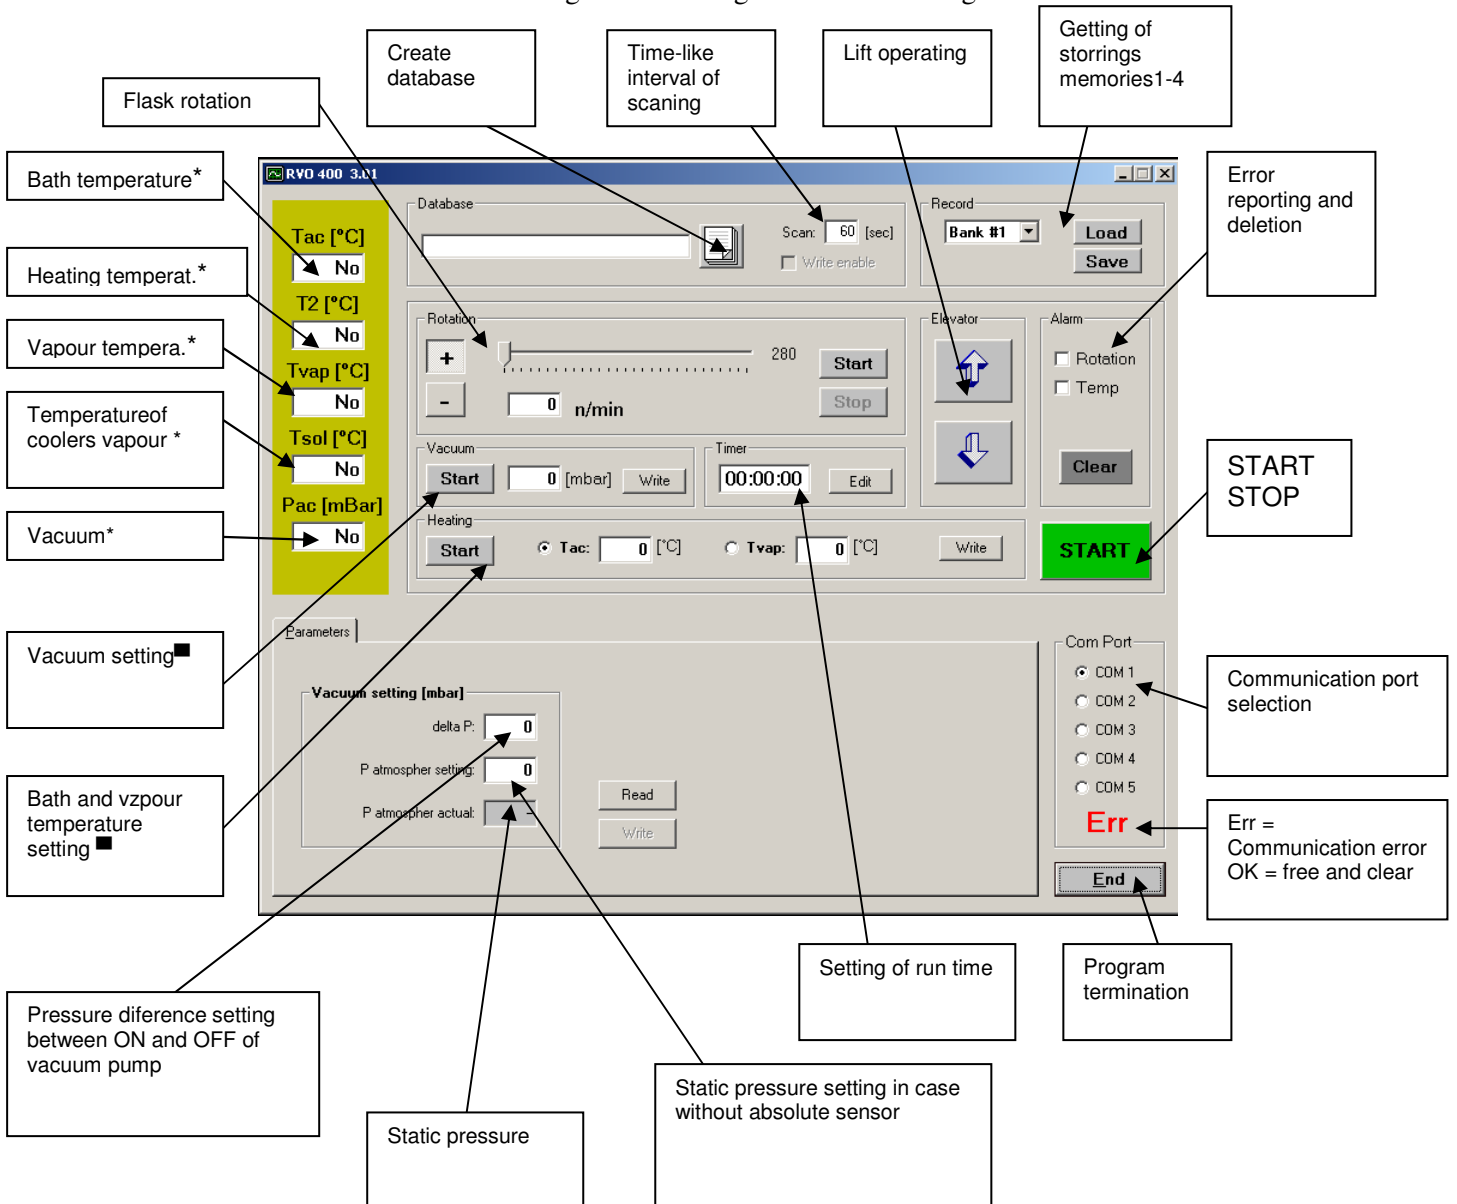 Create
database
Time-like
interval of
scaning
Lift operating
Getting of
storrings
memories1-4
Flask rotation
Bath temperature*
Heating temperat.*
Vapour tempera.*
Temperatureof
coolers vapour *
Vacuum*
Vacuum setting■
Bath and vzpour
temperature
setting ■
Pressure diference setting
between ON and OFF of
vacuum pump
Error
reporting and
deletion
START
STOP
Communication port
selection
Err =
Communication error
OK = free and clear
Setting of run time
Program
termination
Static pressure
Static pressure setting in case
without absolute sensor
RVO 400 3.01
Tac [°C]
No
T2 [°C]
No
Tvap [°C]
No
Tsol [°C]
No
Pac [mBar]
No
Database
Scan: 60 [sec]
Write enable
Record
Bank #1
Load
Save
Rotation
+
280
Start
-
0 n/min
Stop
Elevator
Alarm
Rotation
Temp
Clear
Vacuum
Start 0 [mbar] Write
Timer
00:00:00 Edit
Heating
Start Tac: 0 [°C] Tvap: 0 [°C] Write
START
Parameters
Vacuum setting [mbar]
delta P: 0
P atmospher setting: 0
P atmospher actual: -
Read
Write
Com Port
COM 1
COM 2
COM 3
COM 4
COM 5
Err
End